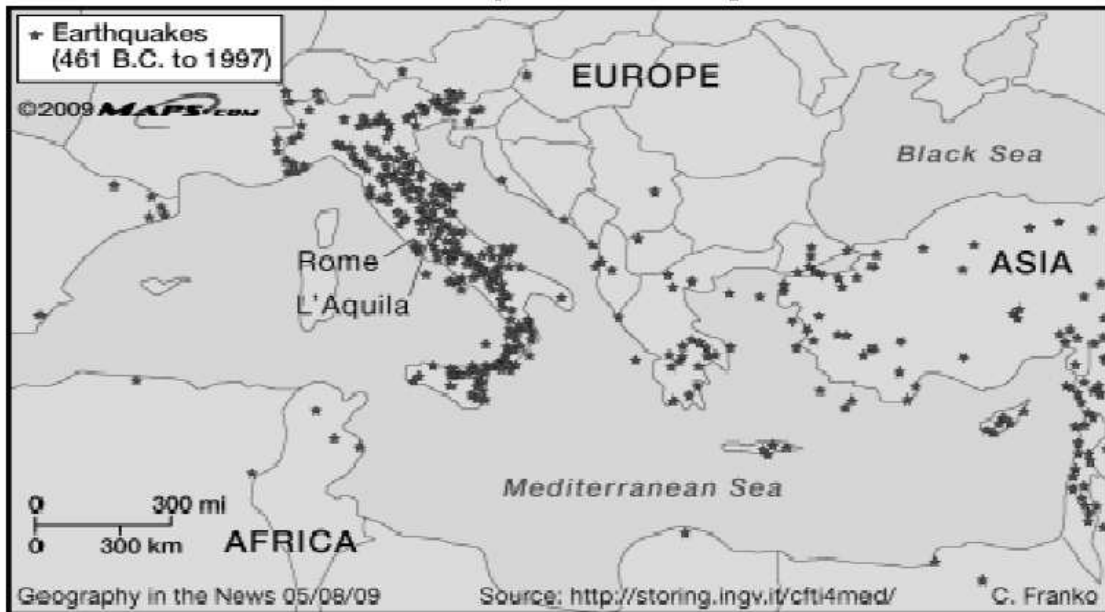 ★ Earthquakes
(461 B.C. to 1997)
©2009 MAPS.COM
EUROPE
Black Sea
Rome
ASIA
L'Aquila
Mediterranean Sea
0 300 mi
0 300 km
AFRICA
Geography in the News 05/08/09 Source: http://storing.ingv.it/cfti4med/ C. Franko